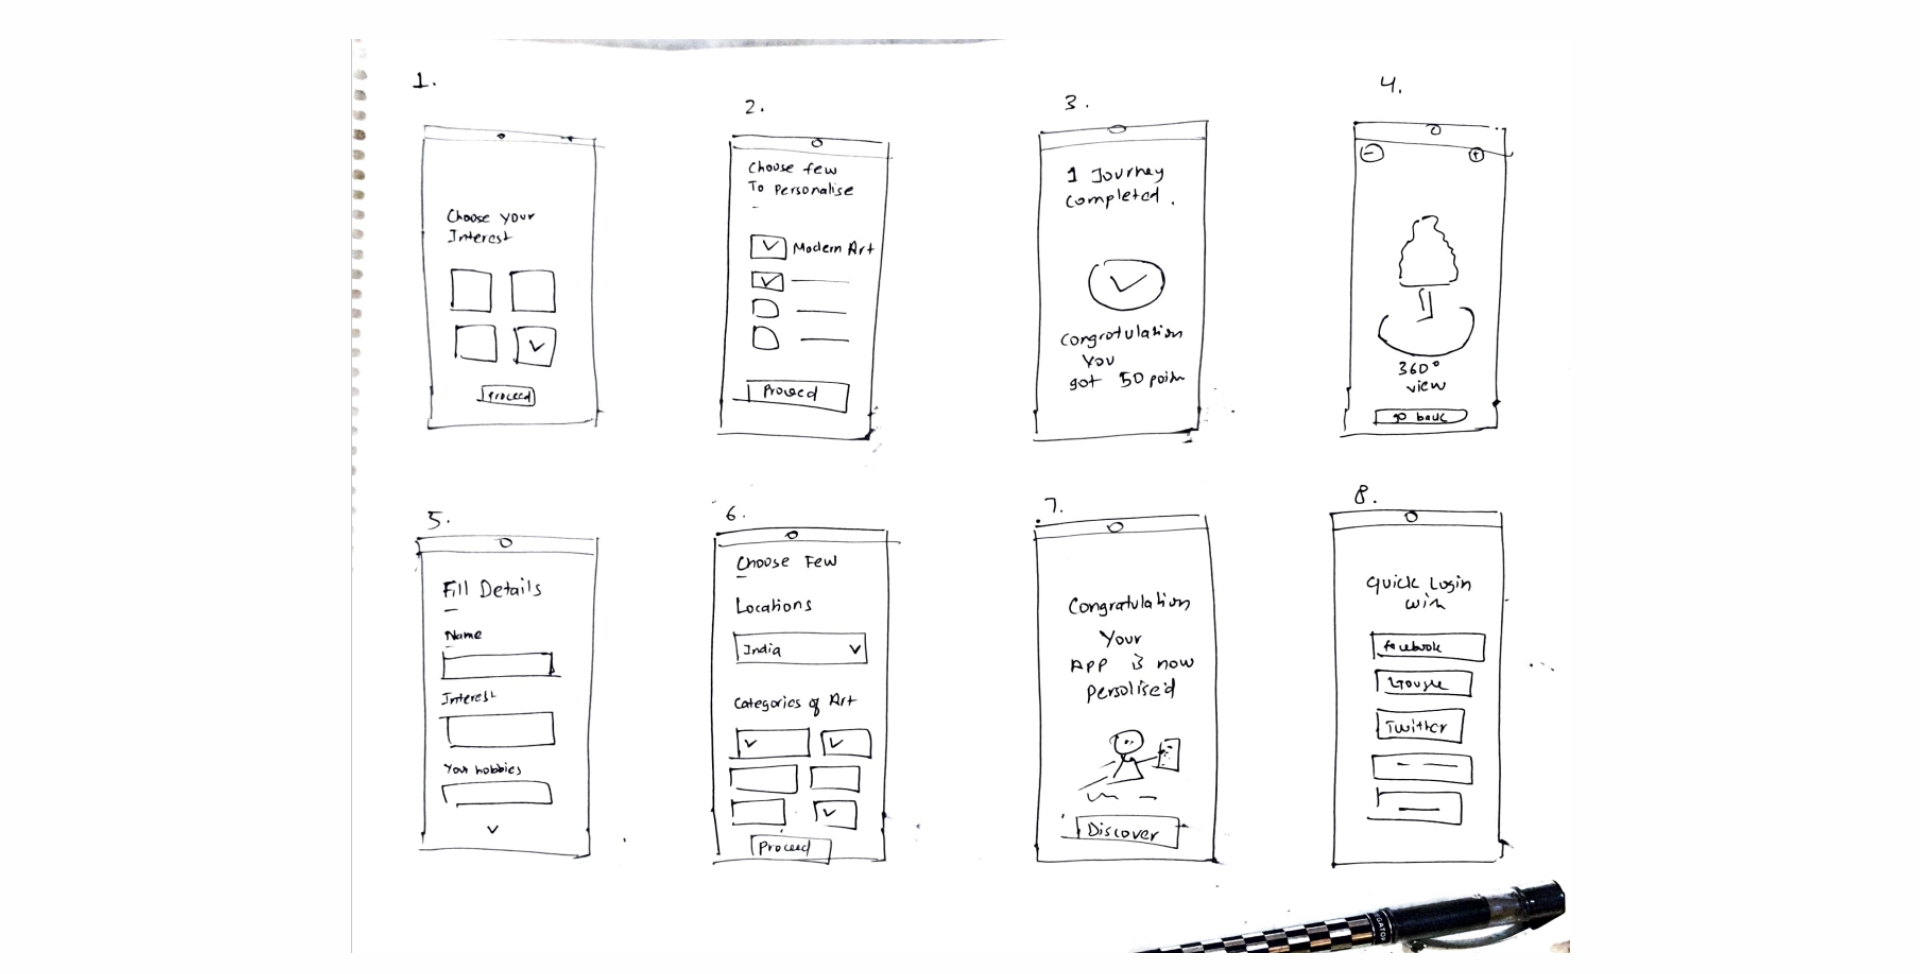 1.
Choose your
Interest
Proceed
2.
Choose few
To Personalise
Modern Art
Proceed
3.
1 Journey
completed.
Congratulation
You
got 50 points
4.
360°
view
go back
5.
Fill Details
Name
Interest
Your hobbies
6.
Choose Few
Locations
India
Categories of Art
Proceed
7.
Congratulation
Your
APP is now
Persolise'd
Discover
8.
Quick Login
with
facebook
Google
Twitter